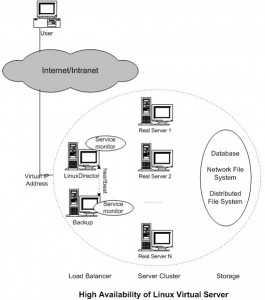 User
Internet/Intranet
Service
monitor
Real Server 1
Virtual IP
Address
LinuxDirector
Real Server 2
heartbeat
Service
monitor
Backup
Real Server N
Database
Network File
System
Distributed
File System
Load Balancer
Server Cluster
Storage
High Availability of Linux Virtual Server